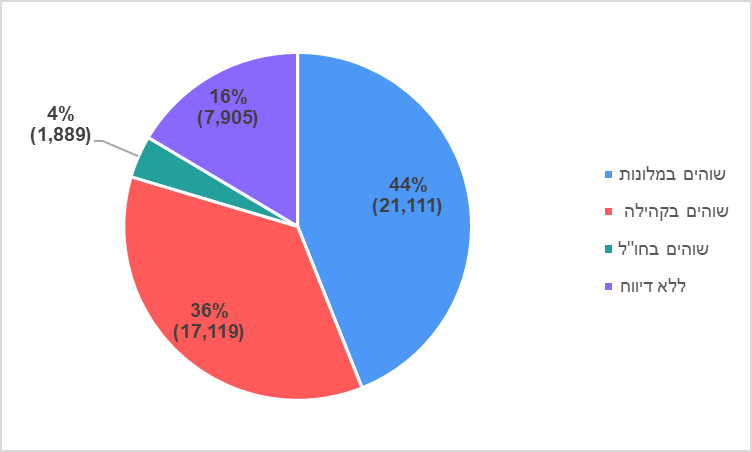 16%
(7,905)
4%
(1,889)
44%
(21,111)
36%
(17,119)
שוהים במלונות
שוהים בקהילה
שוהים בחו"ל
ללא דיווח